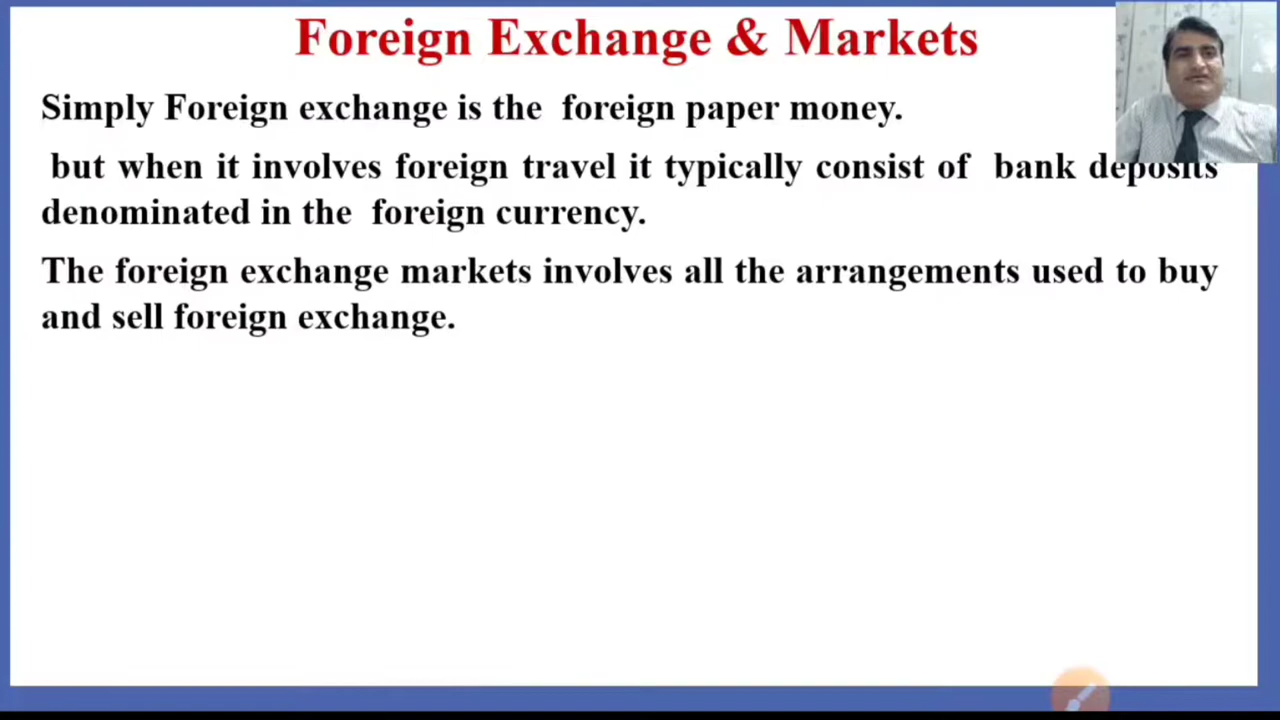 Foreign Exchange & Markets
Simply Foreign exchange is the foreign paper money.
but when it involves foreign travel it typically consist of bank deposits
denominated in the foreign currency.
The foreign exchange markets involves all the arrangements used to buy
and sell foreign exchange.